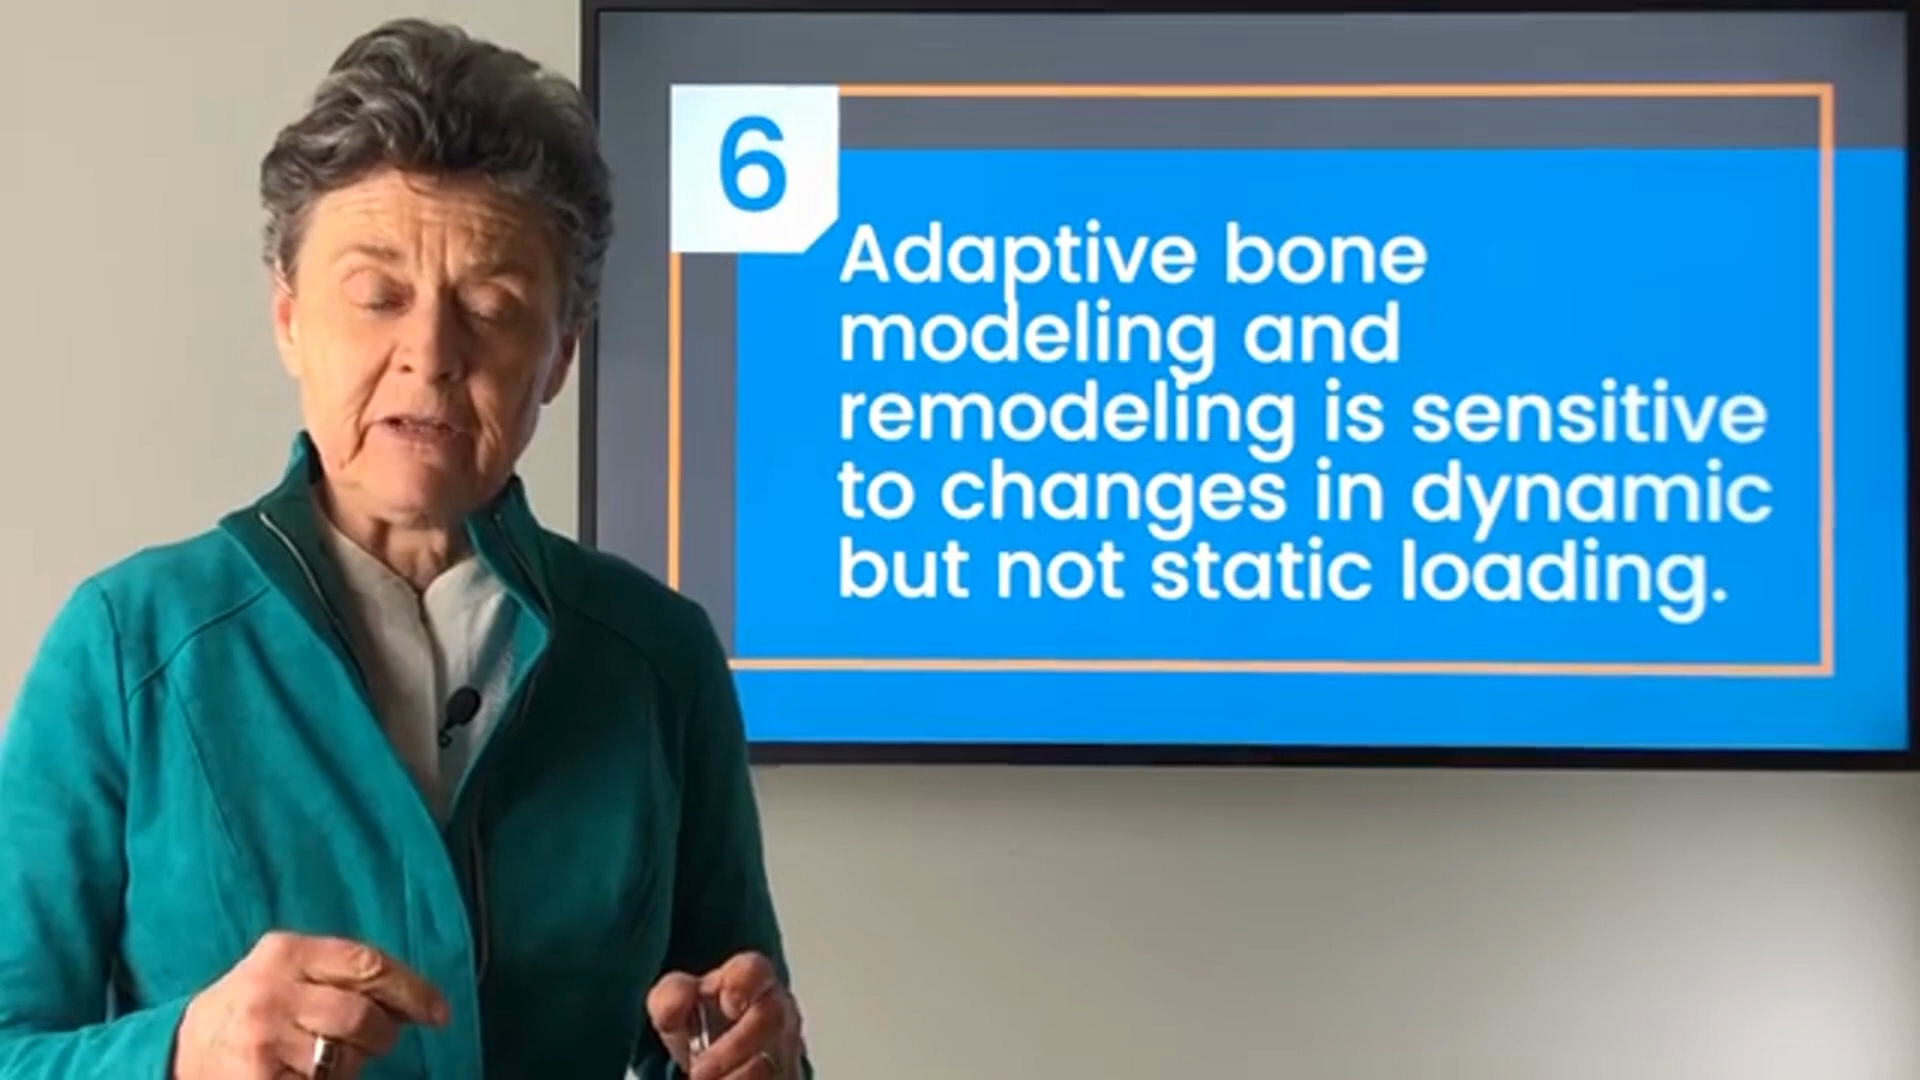 6
Adaptive bone
modeling and
remodeling is sensitive
to changes in dynamic
but not static loading.